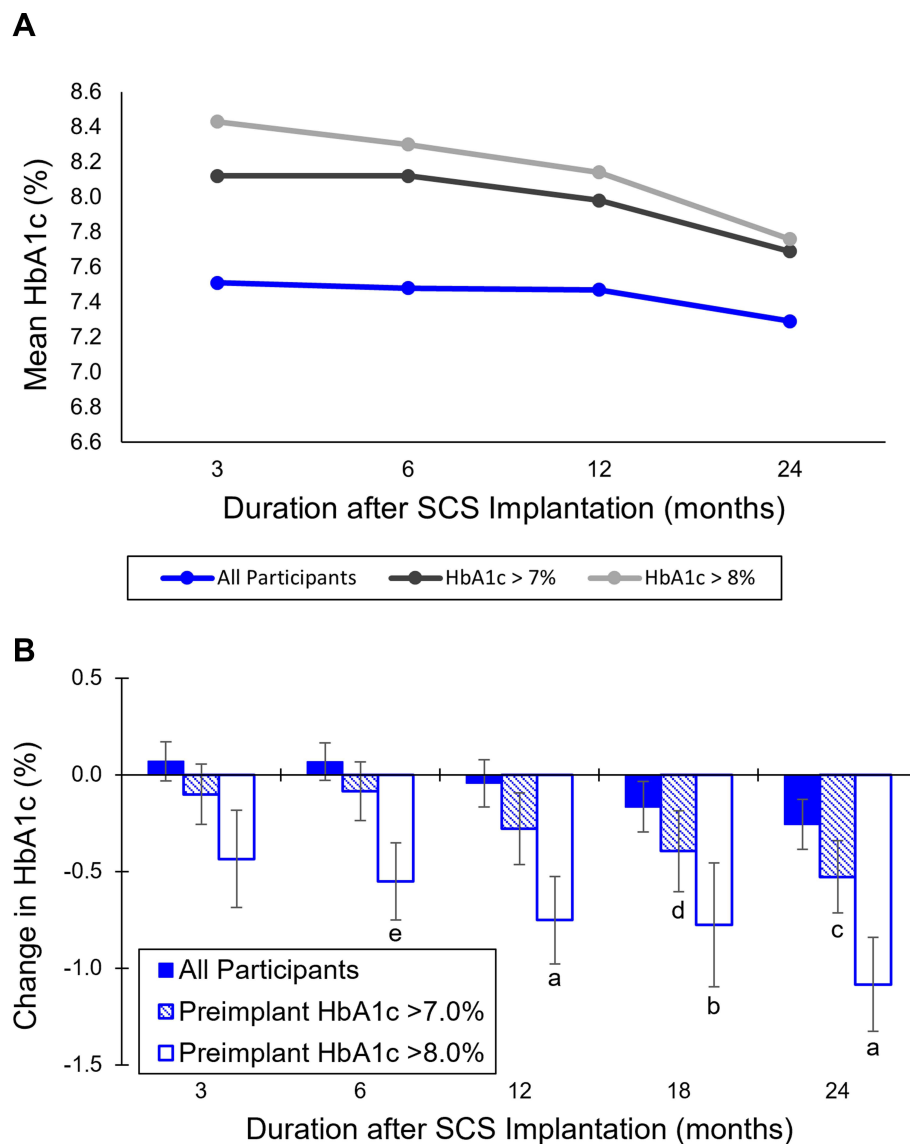 A
Mean HbA1c (%)
8.6
8.4
8.2
8.0
7.8
7.6
7.4
7.2
7.0
6.8
6.6
3 6 12 24
Duration after SCS Implantation (months)
All Participants HbA1c > 7% HbA1c > 8%
B
Change in HbA1c (%)
0.5
0.0
-0.5
-1.0
-1.5
e a d b c a
All Participants
Preimplant HbA1c >7.0%
Preimplant HbA1c >8.0%
3 6 12 18 24
Duration after SCS Implantation (months)